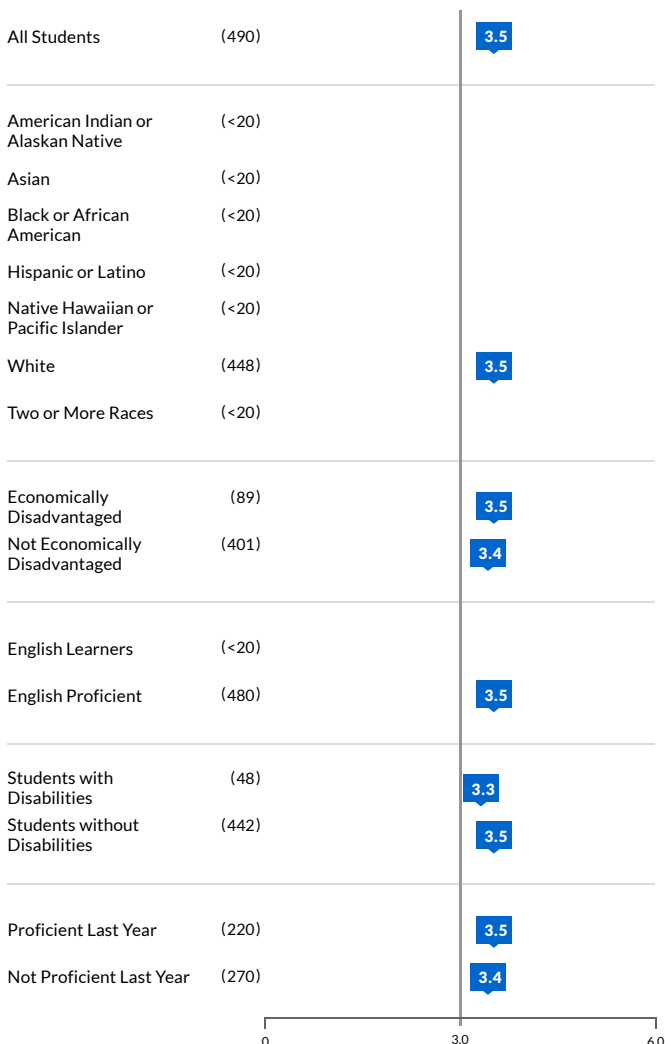 All Students (490) 3.5
American Indian or
Alaskan Native (<20)
Asian (<20)
Black or African
American (<20)
Hispanic or Latino (<20)
Native Hawaiian or
Pacific Islander (<20)
White (448) 3.5
Two or More Races (<20)
Economically
Disadvantaged (89) 3.5
Not Economically
Disadvantaged (401) 3.4
English Learners (<20)
English Proficient (480) 3.5
Students with
Disabilities (48) 3.3
Students without
Disabilities (442) 3.5
Proficient Last Year (220) 3.5
Not Proficient Last Year (270) 3.4
0 3.0 6.0